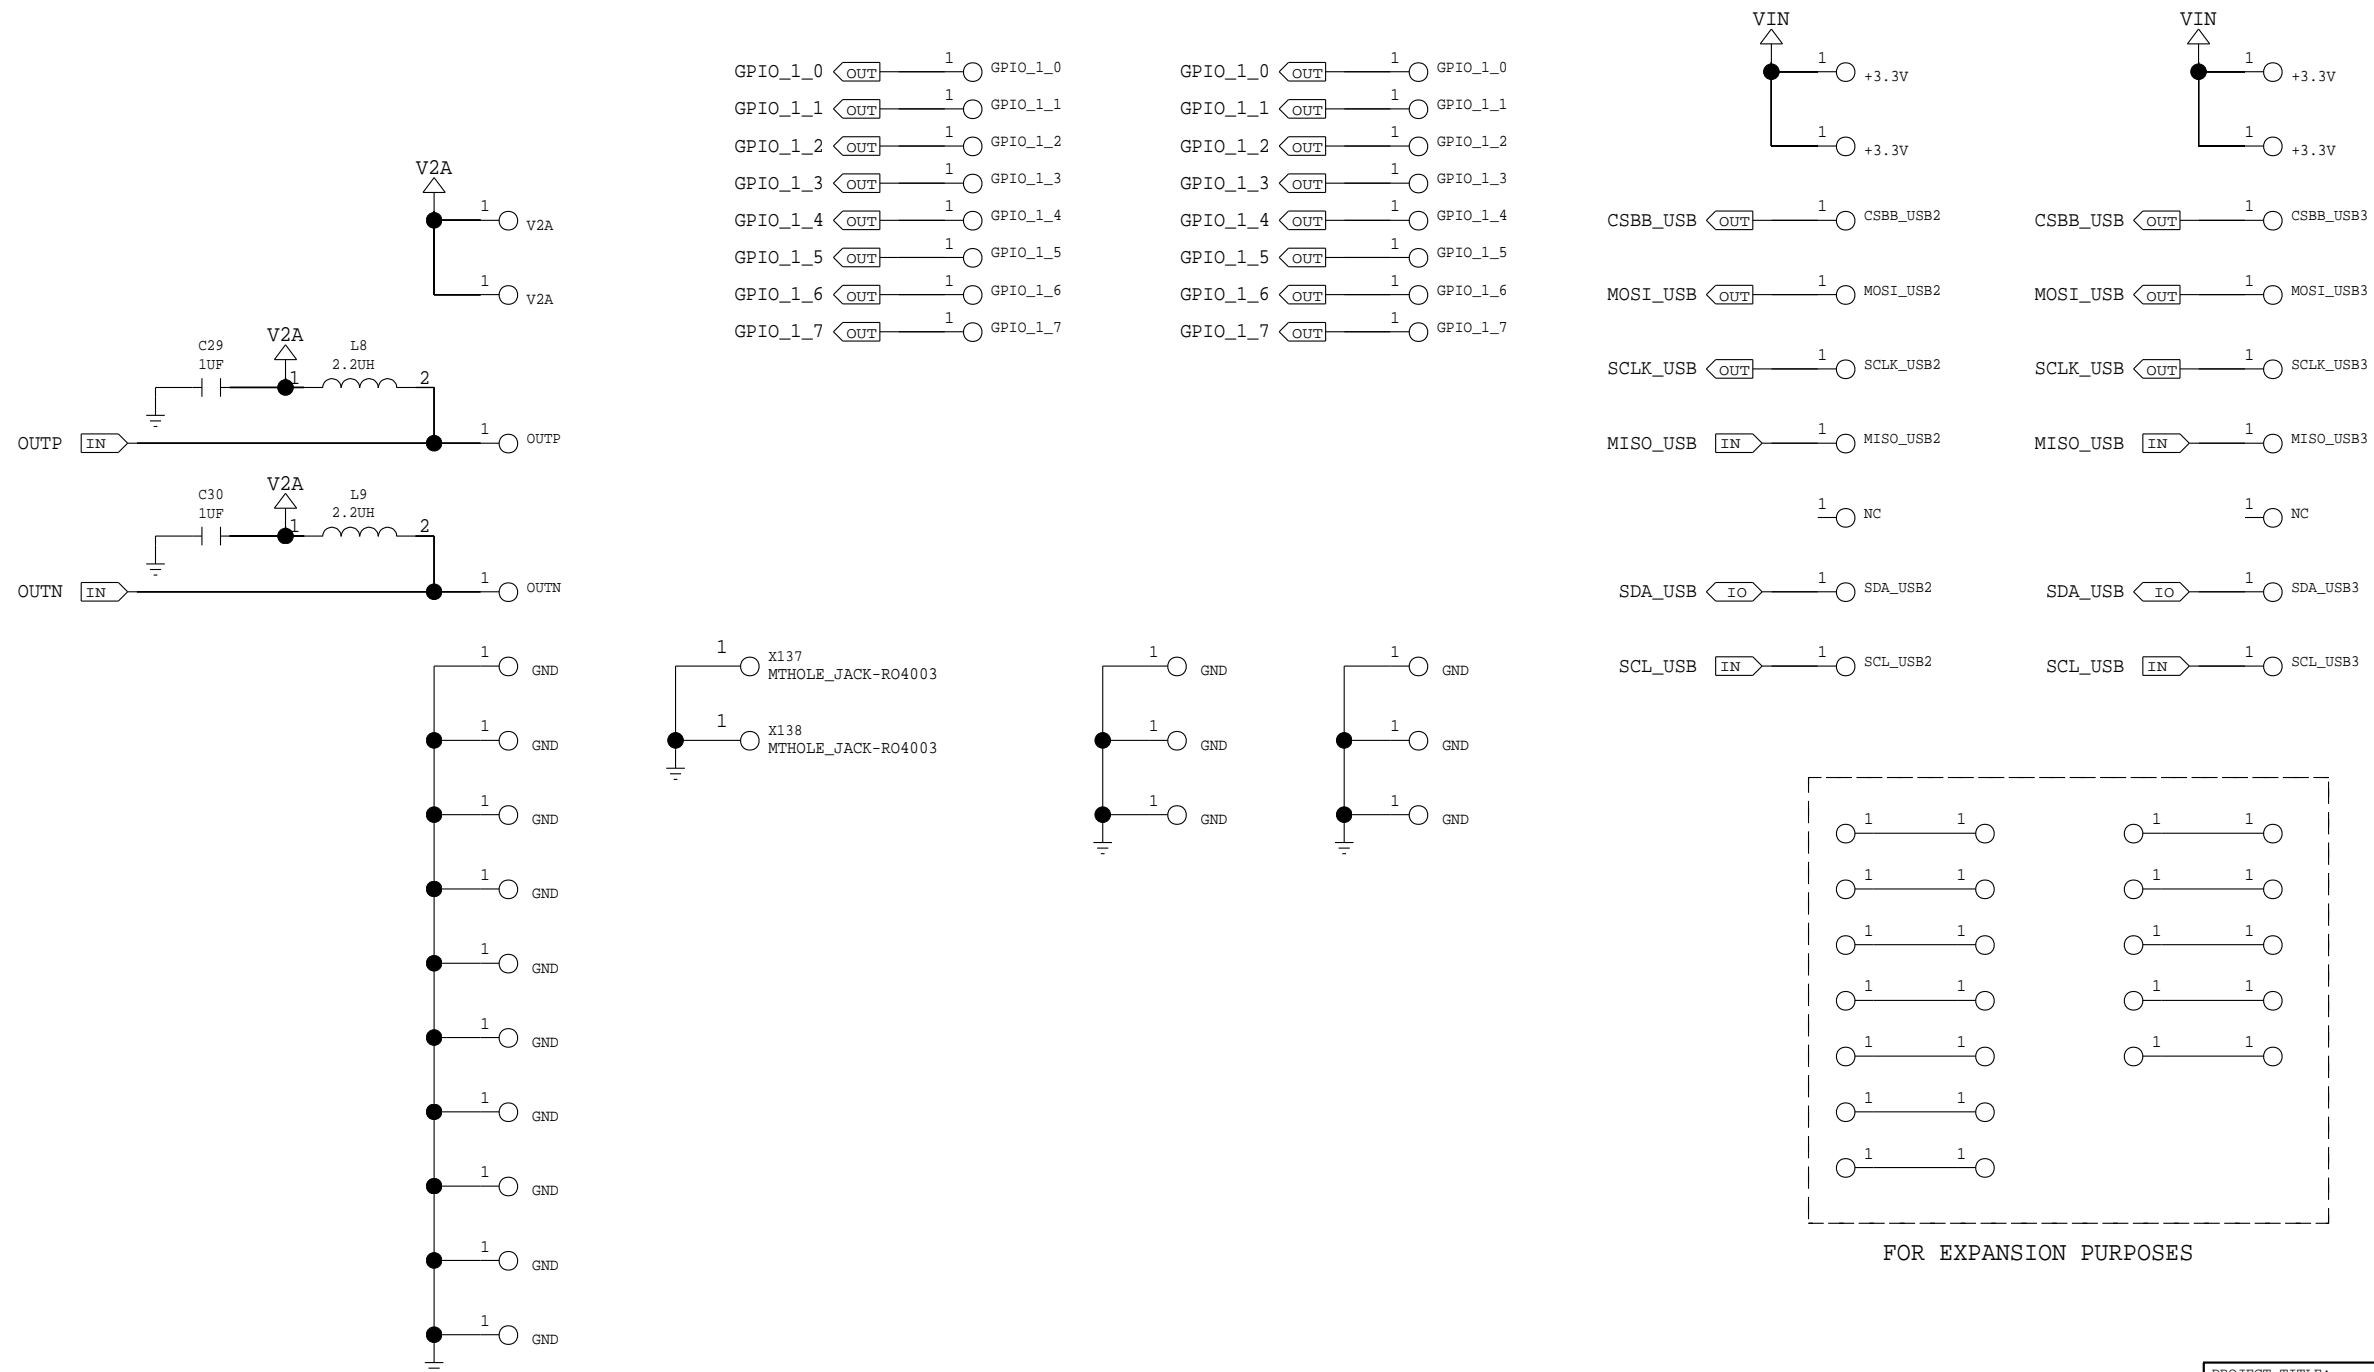 V2A
1 V2A
1 V2A
C29
1UF
V2A
L8
2.2UH
1 2
OUTP IN 1 OUTP
C30
1UF
V2A
L9
2.2UH
1 2
OUTN IN 1 OUTN
1 GND
1 GND
1 GND
1 GND
1 GND
1 GND
1 GND
1 GND
1 GND
1 GND
GPIO_1_0 OUT 1 GPIO_1_0
GPIO_1_1 OUT 1 GPIO_1_1
GPIO_1_2 OUT 1 GPIO_1_2
GPIO_1_3 OUT 1 GPIO_1_3
GPIO_1_4 OUT 1 GPIO_1_4
GPIO_1_5 OUT 1 GPIO_1_5
GPIO_1_6 OUT 1 GPIO_1_6
GPIO_1_7 OUT 1 GPIO_1_7
1 X137
MTHOLE_JACK-RO4003
1 X138
MTHOLE_JACK-RO4003
GPIO_1_0 OUT 1 GPIO_1_0
GPIO_1_1 OUT 1 GPIO_1_1
GPIO_1_2 OUT 1 GPIO_1_2
GPIO_1_3 OUT 1 GPIO_1_3
GPIO_1_4 OUT 1 GPIO_1_4
GPIO_1_5 OUT 1 GPIO_1_5
GPIO_1_6 OUT 1 GPIO_1_6
GPIO_1_7 OUT 1 GPIO_1_7
1 GND
1 GND
1 GND
1 GND
1 GND
1 GND
VIN
1 +3.3V
1 +3.3V
CSBB_USB OUT 1 CSBB_USB2
MOSI_USB OUT 1 MOSI_USB2
SCLK_USB OUT 1 SCLK_USB2
MISO_USB IN 1 MISO_USB2
1 NC
SDA_USB IO 1 SDA_USB2
SCL_USB IN 1 SCL_USB2
VIN
1 +3.3V
1 +3.3V
CSBB_USB OUT 1 CSBB_USB3
MOSI_USB OUT 1 MOSI_USB3
SCLK_USB OUT 1 SCLK_USB3
MISO_USB IN 1 MISO_USB3
1 NC
SDA_USB IO 1 SDA_USB3
SCL_USB IN 1 SCL_USB3
1 1 1 1
1 1 1 1
1 1 1 1
1 1 1 1
1 1 1 1
1 1
1 1
FOR EXPANSION PURPOSES